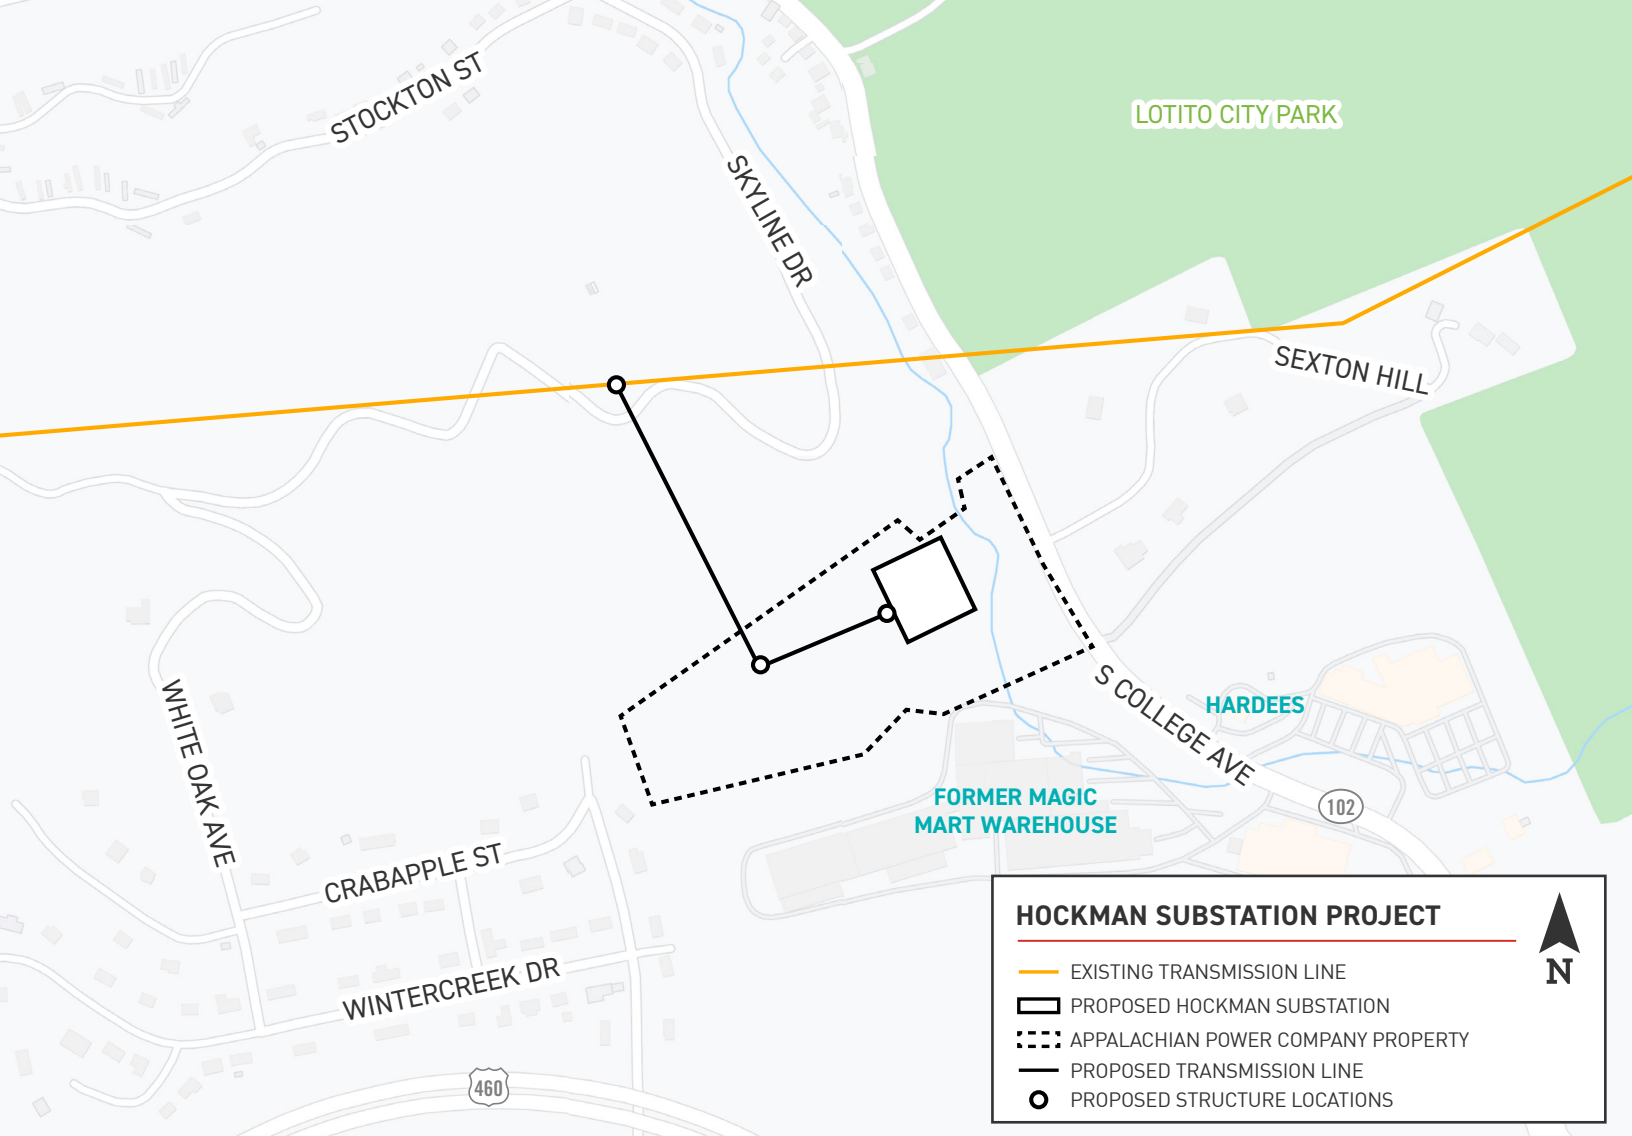 STOCKTON ST
LOTITO CITY PARK
SKYLINE DR
SEXTON HILL
WHITE OAK AVE
S COLLEGE AVE
HARDEES
FORMER MAGIC
MART WAREHOUSE
102
CRABAPPLE ST
WINTERCREEK DR
460
HOCKMAN SUBSTATION PROJECT
N
EXISTING TRANSMISSION LINE
PROPOSED HOCKMAN SUBSTATION
APPALACHIAN POWER COMPANY PROPERTY
PROPOSED TRANSMISSION LINE
PROPOSED STRUCTURE LOCATIONS